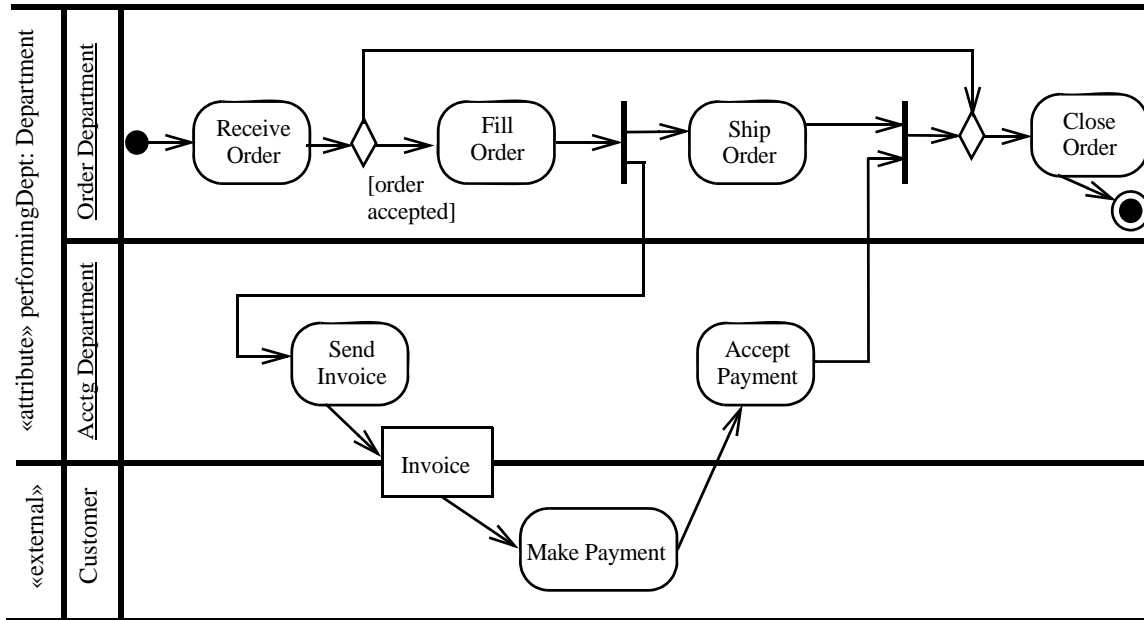 «attribute» performingDept: Department
Order Department
Receive
Order
[order
accepted]
Fill
Order
Ship
Order
Close
Order
Acctg Department
Send
Invoice
Accept
Payment
Invoice
«external»
Customer
Make Payment